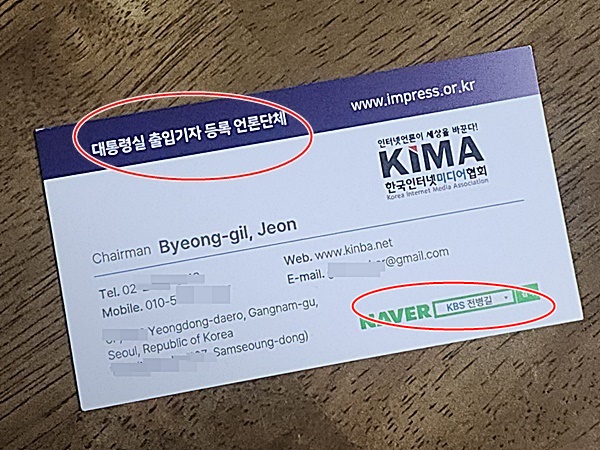 대통령실 출입기자 등록 언론단체
www.impress.or.kr
인터넷언론이 세상을 바꾼다!
KiMA
한국인터넷미디어협회
Korea Internet Media Association
Chairman Byeong-gil, Jeon
Tel. 02
Mobile. 010-5
Yeongdong-daero, Gangnam-gu,
Seoul, Republic of Korea
Samseoung-dong)
Web. www.kinba.net
E-mail. @gmail.com
NAVER KBS 전병길